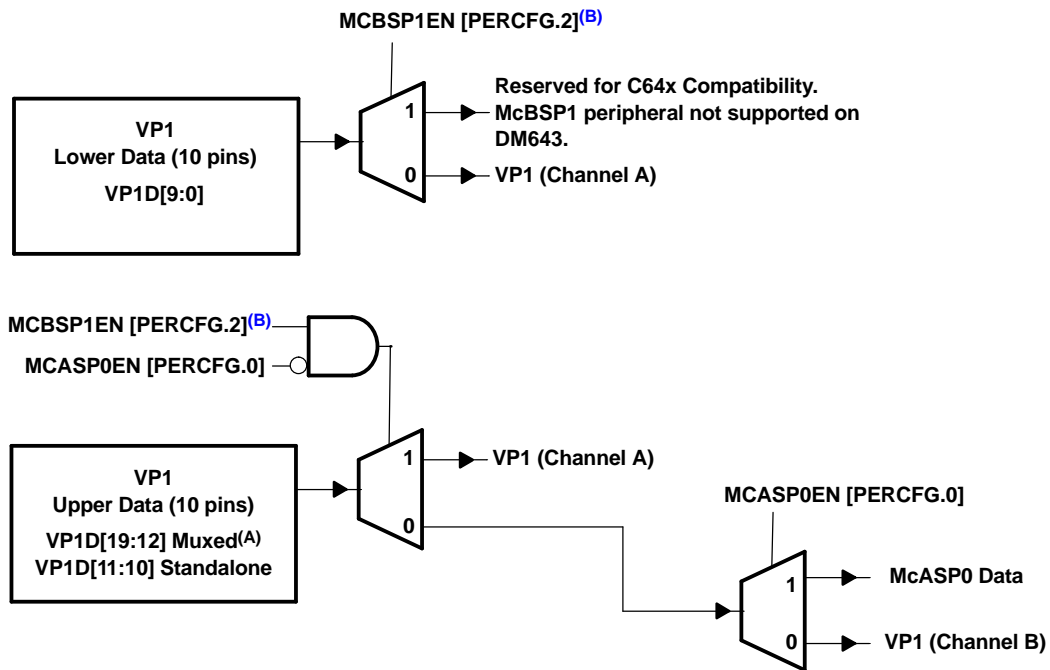 MCBSP1EN [PERCFG.2](B)
VP1
Lower Data (10 pins)
VP1D[9:0]
1
0
Reserved for C64x Compatibility.
McBSP1 peripheral not supported on
DM643.
VP1 (Channel A)
MCBSP1EN [PERCFG.2](B)
MCASP0EN [PERCFG.0]
VP1
Upper Data (10 pins)
VP1D[19:12] Muxed(A)
VP1D[11:10] Standalone
1
0
VP1 (Channel A)
MCASP0EN [PERCFG.0]
1
0
McASP0 Data
VP1 (Channel B)